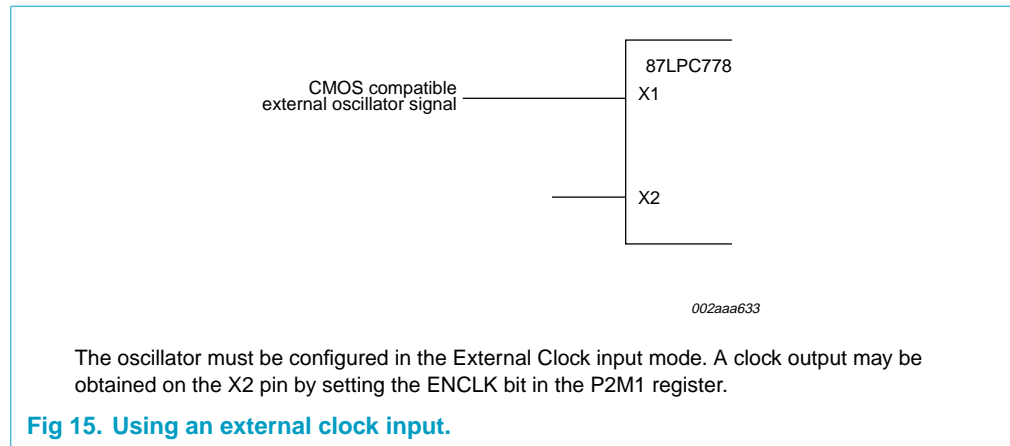 87LPC778
CMOS compatible
external oscillator signal
X1
X2
002aaa633
The oscillator must be configured in the External Clock input mode. A clock output may be
obtained on the X2 pin by setting the ENCLK bit in the P2M1 register.
Fig 15. Using an external clock input.